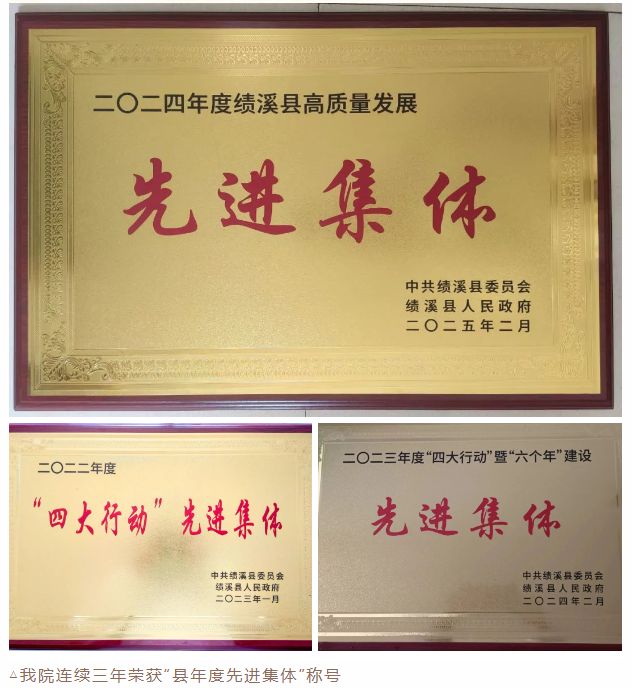 二〇二四年度绩溪县高质量发展
先进集体
中共绩溪县委员会
绩溪县人民政府
二〇二五年二月
二〇二二年度
“四大行动”先进集体
中共绩溪县委员会
绩溪县人民政府
二〇二三年一月
二〇二三年度“四大行动”暨“六个年”建设
先进集体
中共绩溪县委员会
绩溪县人民政府
二〇二四年二月
△我院连续三年荣获“县年度先进集体”称号